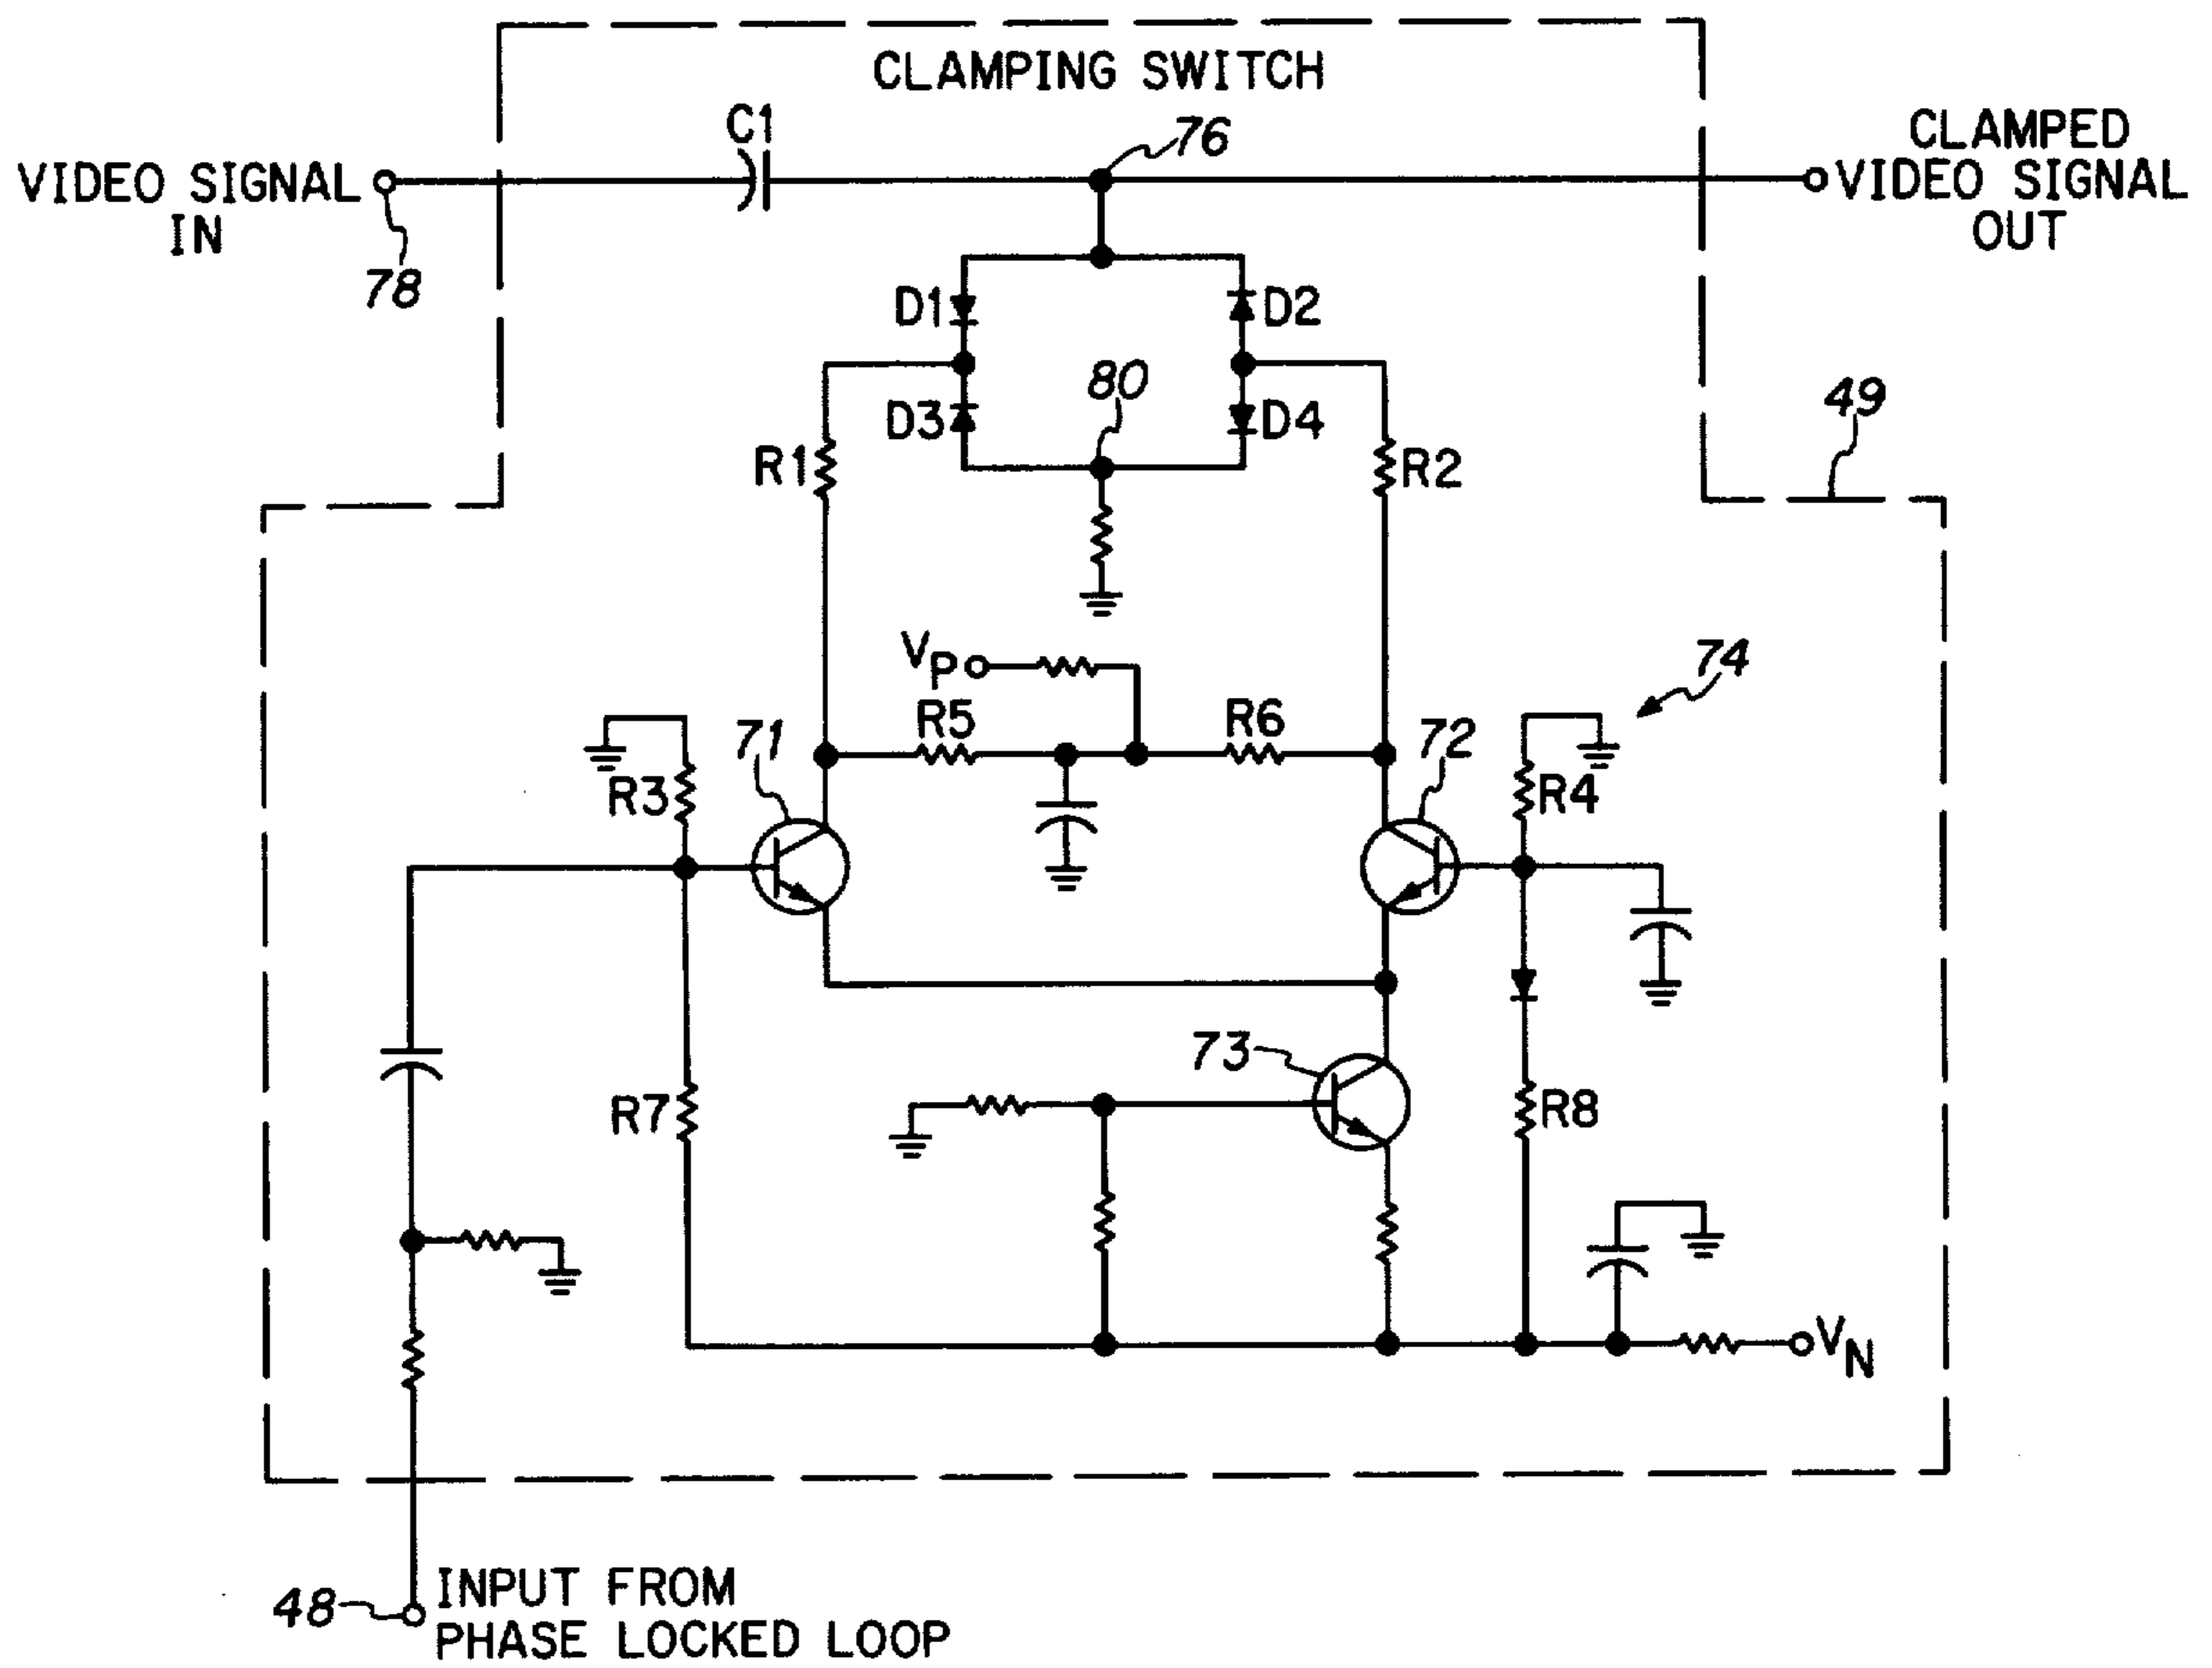 CLAMPING SWITCH
C1
76
CLAMPED
VIDEO SIGNAL
OUT
VIDEO SIGNAL
IN
78
D1
D2
80
49
D3
D4
R1
R2
VP
74
R5
R6
71
72
R3
R4
73
R7
R8
VN
48
INPUT FROM
PHASE LOCKED LOOP